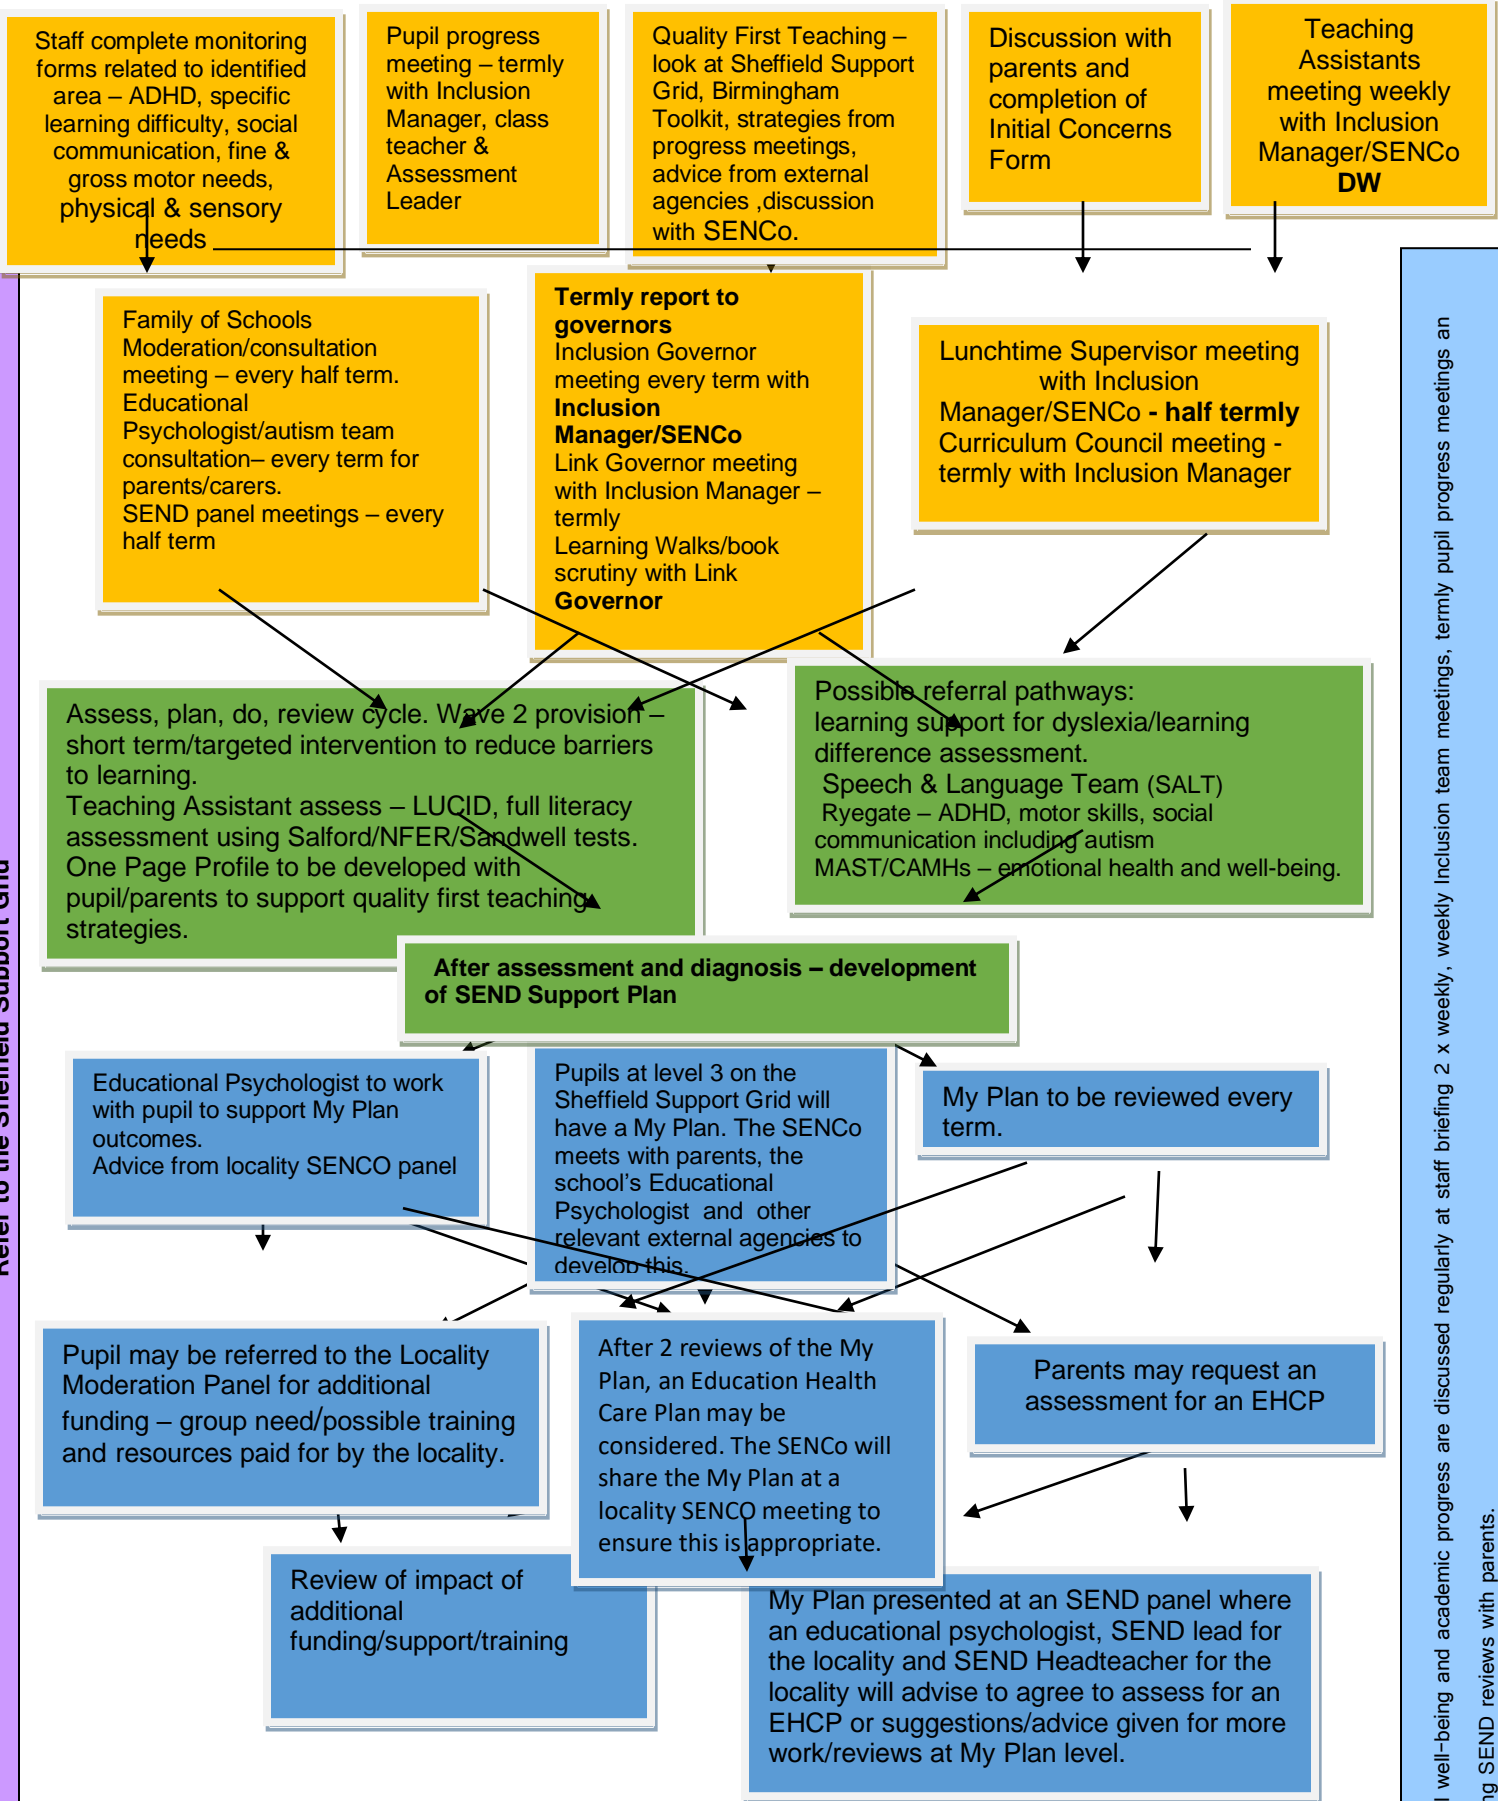 Staff complete monitoring
forms related to identified
area – ADHD, specific
learning difficulty, social
communication, fine &
gross motor needs,
physical & sensory
needs
Pupil progress
meeting – termly
with Inclusion
Manager, class
teacher &
Assessment
Leader
Quality First Teaching –
look at Sheffield Support
Grid, Birmingham
Toolkit, strategies from
progress meetings,
advice from external
agencies ,discussion
with SENCo.
Discussion with
parents and
completion of
Initial Concerns
Form
Teaching
Assistants
meeting weekly
with Inclusion
Manager/SENCo
DW
Family of Schools
Moderation/consultation
meeting – every half term.
Educational
Psychologist/autism team
consultation– every term for
parents/carers.
SEND panel meetings – every
half term
Termly report to
governors
Inclusion Governor
meeting every term with
Inclusion
Manager/SENCo
Link Governor meeting
with Inclusion Manager –
termly
Learning Walks/book
scrutiny with Link
Governor
Lunchtime Supervisor meeting
with Inclusion
Manager/SENCo - half termly
Curriculum Council meeting -
termly with Inclusion Manager
Assess, plan, do, review cycle. Wave 2 provision –
short term/targeted intervention to reduce barriers
to learning.
Teaching Assistant assess – LUCID, full literacy
assessment using Salford/NFER/Sandwell tests.
One Page Profile to be developed with
pupil/parents to support quality first teaching
strategies.
Possible referral pathways:
learning support for dyslexia/learning
difference assessment.
Speech & Language Team (SALT)
Ryegate – ADHD, motor skills, social
communication including autism
MAST/CAMHs – emotional health and well-being.
After assessment and diagnosis – development
of SEND Support Plan
Educational Psychologist to work
with pupil to support My Plan
outcomes.
Advice from locality SENCO panel
Pupils at level 3 on the
Sheffield Support Grid will
have a My Plan. The SENCo
meets with parents, the
school's Educational
Psychologist and other
relevant external agencies to
develop this.
My Plan to be reviewed every
term.
Pupil may be referred to the Locality
Moderation Panel for additional
funding – group need/possible training
and resources paid for by the locality.
After 2 reviews of the My
Plan, an Education Health
Care Plan may be
considered. The SENCo will
share the My Plan at a
locality SENCO meeting to
ensure this is appropriate.
Parents may request an
assessment for an EHCP
Review of impact of
additional
funding/support/training
My Plan presented at an SEND panel where
an educational psychologist, SEND lead for
the locality and SEND Headteacher for the
locality will advise to agree to assess for an
EHCP or suggestions/advice given for more
work/reviews at My Plan level.
Refer to the Sheffield Support Grid
well-being and academic progress are discussed regularly at staff briefing 2 x weekly, weekly Inclusion team meetings, termly pupil progress meetings an
SEND reviews with parents.